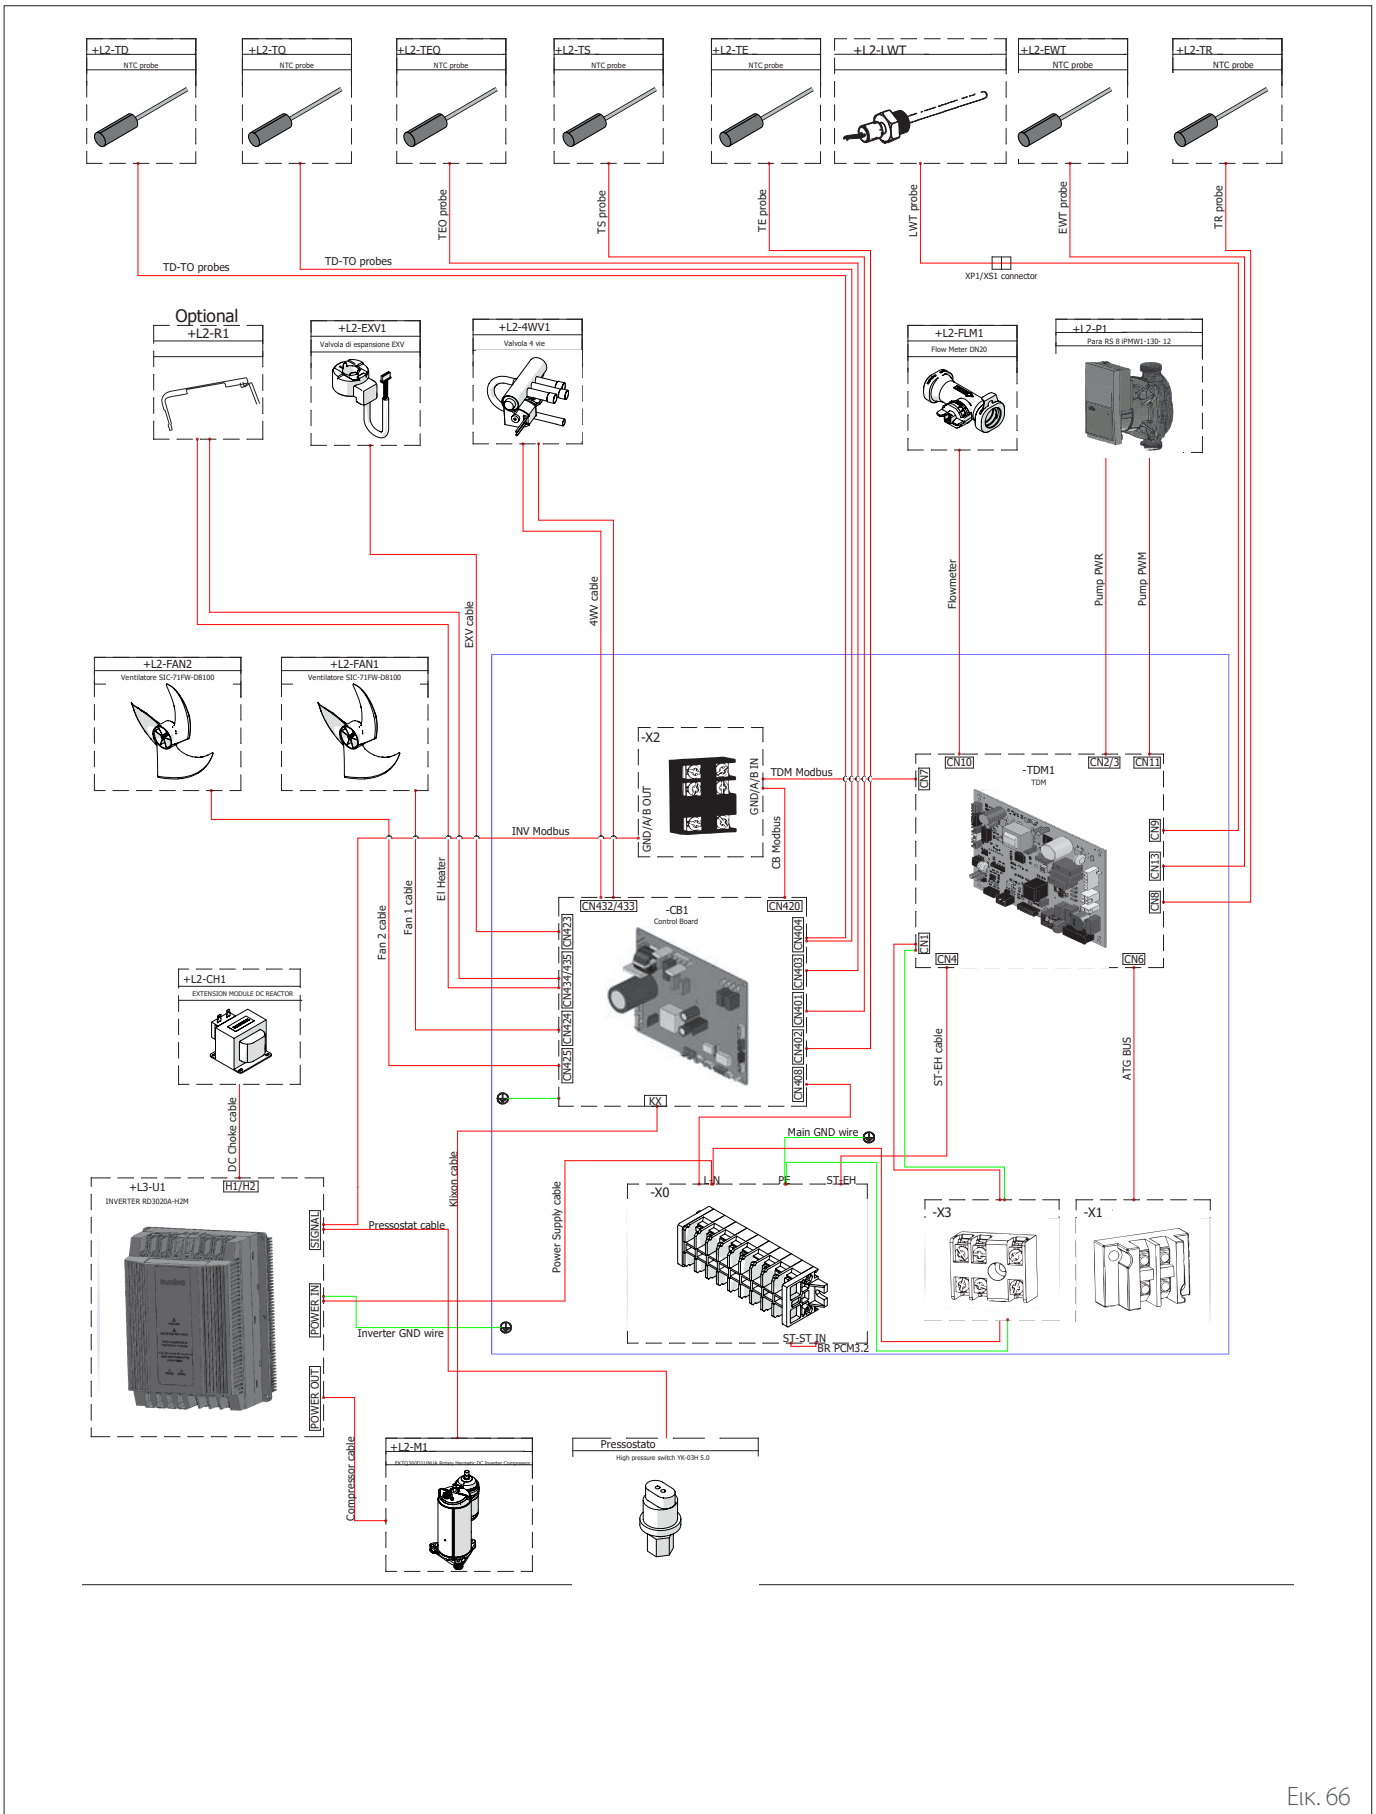 +L2-TD
NTC probe
+L2-TO
NTC probe
+L2-TEO
NTC probe
+L2-TS
NTC probe
+L2-TE
NTC probe
+L2-LWT
+L2-EWT
NTC probe
+L2-TR
NTC probe
TEO probe
TS probe
TE probe
LWT probe
EWT probe
TR probe
TD-TO probes
TD-TO probes
XP1/XS1 connector
Optional
+L2-R1
+L2-EXV1
Valvola di espansione EXV
+L2-4WV1
Valvola 4 vie
+L2-FLM1
Flow Meter DN20
+L2-P1
Para RS 8 iPMW1-130- 12
EXV cable
4WV cable
Flowmeter
Pump PWR
Pump PWM
+L2-FAN2
Ventilatore SIC-71FW-D8100
+L2-FAN1
Ventilatore SIC-71FW-D8100
-X2
GND/A/B OUT
GND/A/B IN
TDM Modbus
INV Modbus
CB Modbus
CN7
CN10
CN2/3
CN11
-TDM1
TDM
CN9
CN13
CN8
CN1
CN4
CN6
Fan 2 cable
Fan 1 cable
El Heater
CN432/433
CN420
-CB1
Control Board
CN423
CN434/435
CN424
CN425
CN404
CN403
CN401
CN402
CN408
KX
+L2-CH1
EXTENSION MODULE DC REACTOR
DC Choke cable
ST-EH cable
ATG BUS
Main GND wire
Klixon cable
Power Supply cable
+L3-U1
INVERTER RD3020A-H2M
H1/H2
SIGNAL
POWER IN
POWER OUT
Pressostat cable
Inverter GND wire
Compressor cable
-X0
L-N
PE
ST-EH
ST-ST IN
BR PCM3.2
-X3
-X1
+L2-M1
Pressostato
High pressure switch YK-03H 5.0
Εικ. 66